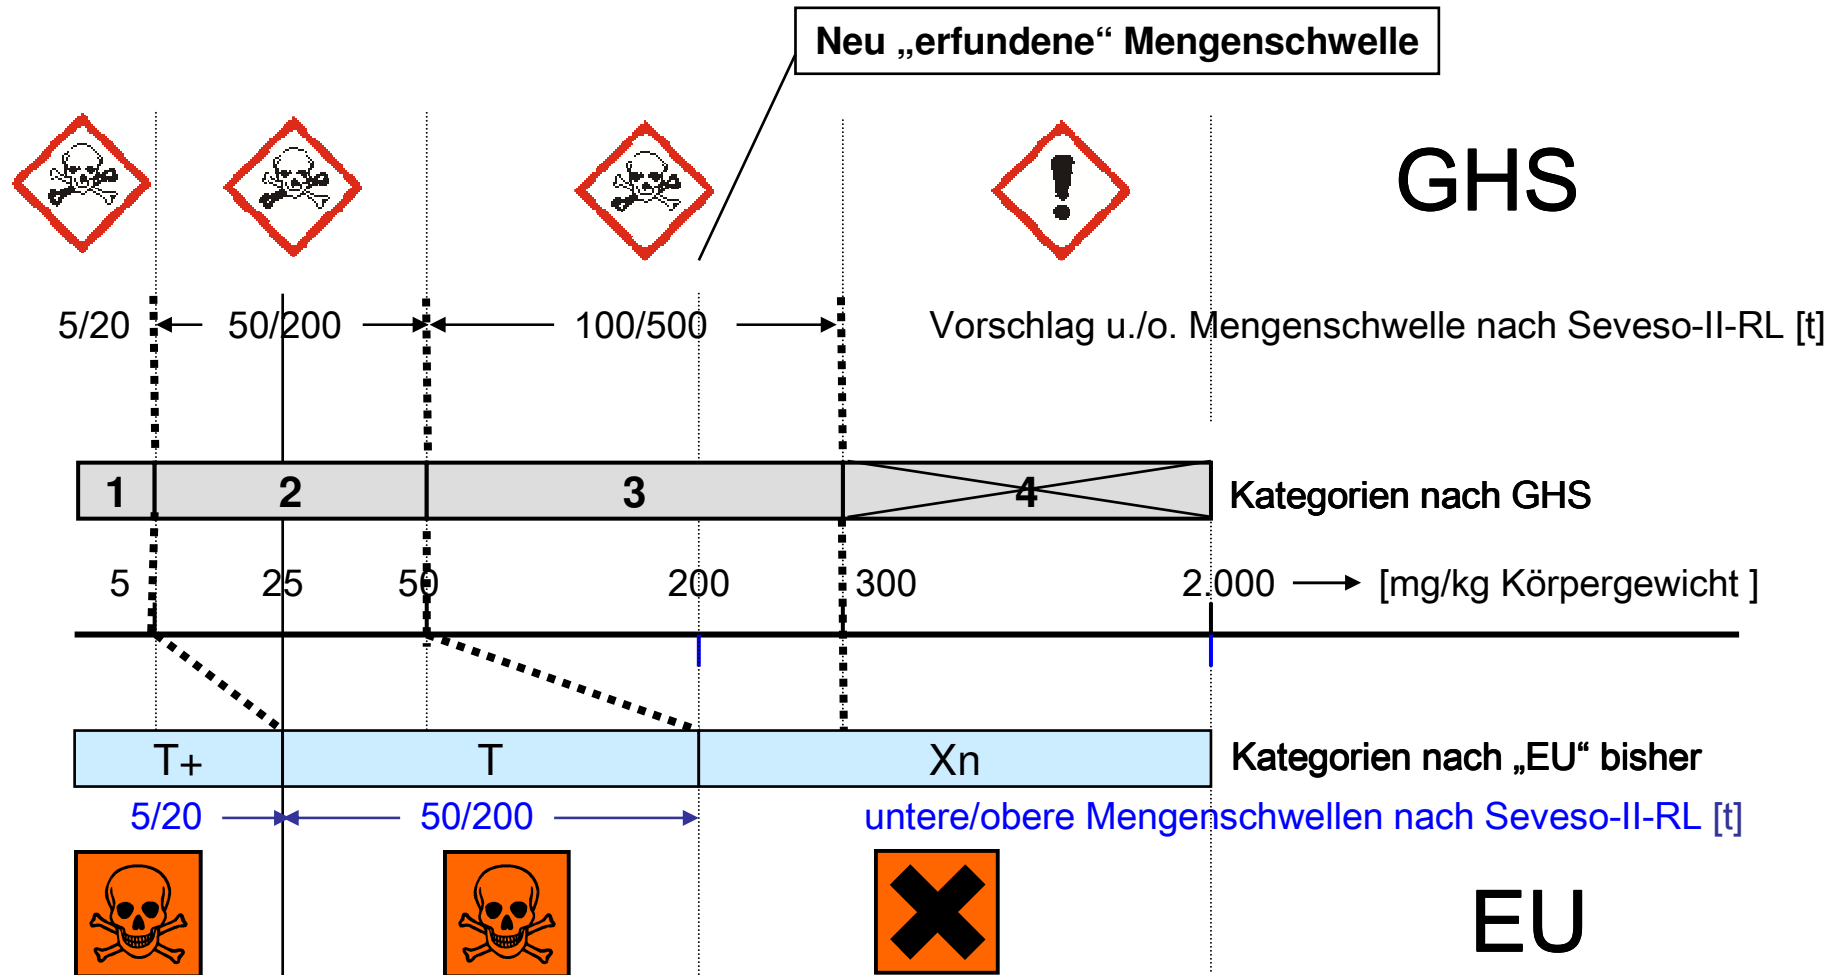 Neu „erfundene“ Mengenschwelle
GHS
5/20 50/200 100/500 Vorschlag u./o. Mengenschwelle nach Seveso-II-RL [t]
1 2 3 4 Kategorien nach GHS
5 25 50 200 300 2.000 [mg/kg Körpergewicht ]
T+ T Xn Kategorien nach „EU“ bisher
5/20 50/200 untere/obere Mengenschwellen nach Seveso-II-RL [t]
EU